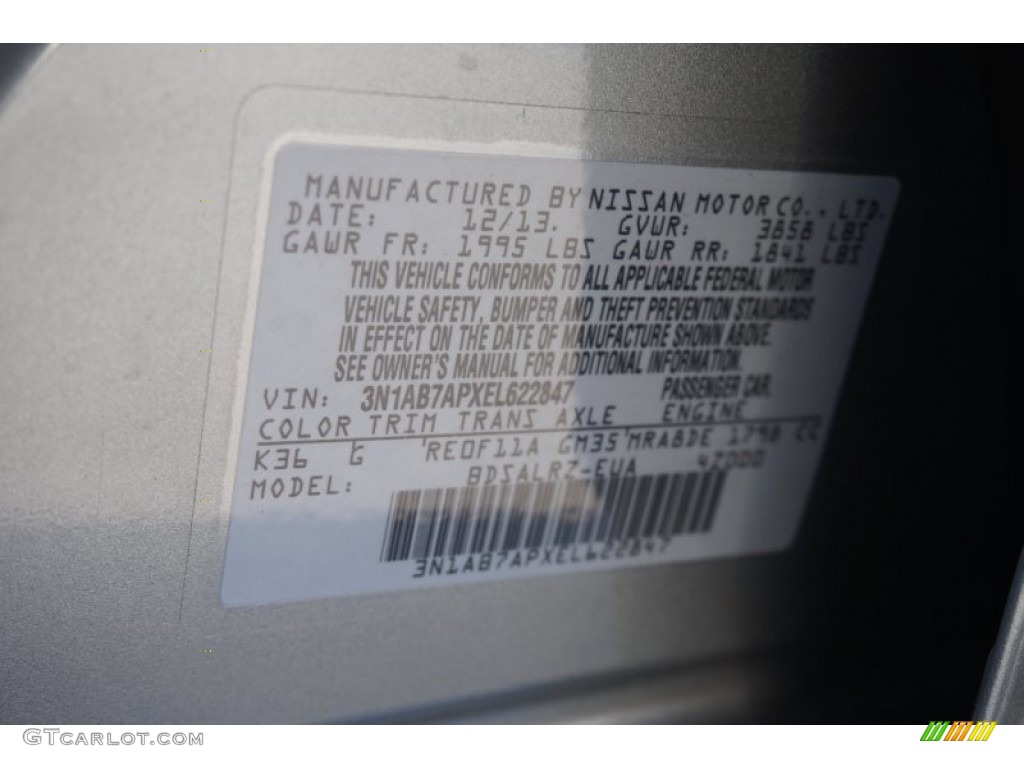 MANUFACTURED BY NISSAN MOTOR CO., LTD.
DATE: 12/13. GVWR: 3858 LBS
GAWR FR: 1995 LBS GAWR RR: 1841 LBS
THIS VEHICLE CONFORMS TO ALL APPLICABLE FEDERAL MOTOR
VEHICLE SAFETY, BUMPER AND THEFT PREVENTION STANDARDS
IN EFFECT ON THE DATE OF MANUFACTURE SHOWN ABOVE.
SEE OWNER'S MANUAL FOR ADDITIONAL INFORMATION.
VIN: 3N1AB7APXEL622847 PASSENGER CAR.
COLOR TRIM TRANS AXLE ENGINE
K36 G 'RE0F11A GM35'MRA8DE 1798 CC
MODEL: BDSALRZ-EUA 4Z000
3N1AB7APXEL622847
GTCarlot.com